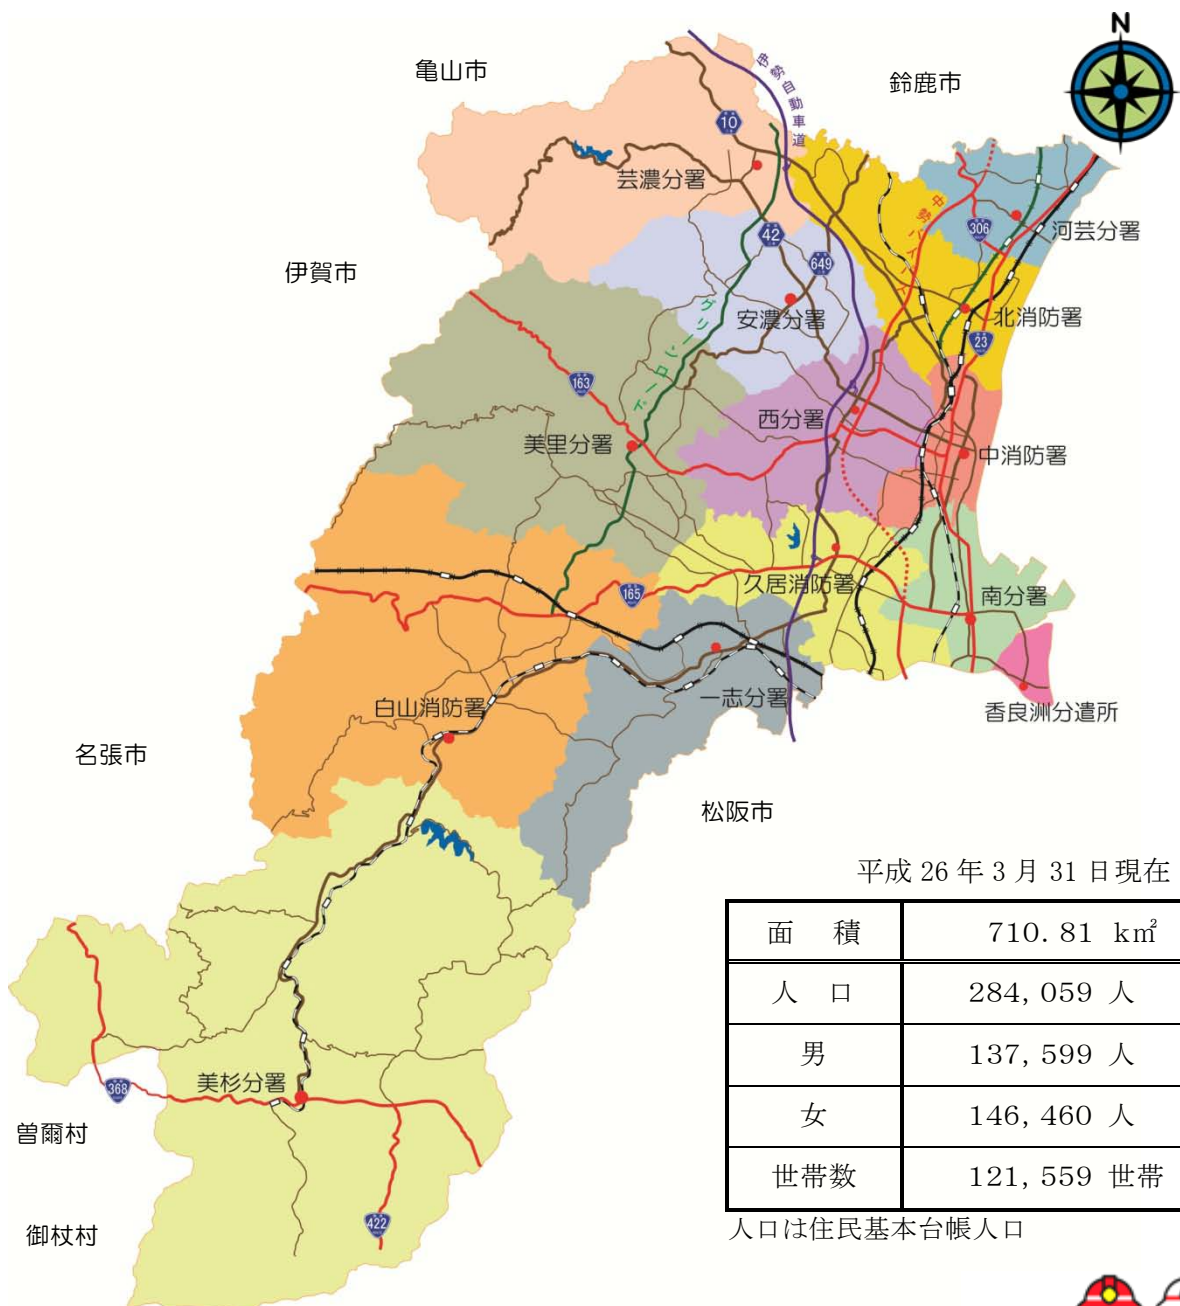 N
亀山市
鈴鹿市
伊勢自動車道
10
芸濃分署
中勢バイパス
306
河芸分署
42
649
伊賀市
安濃分署
北消防署
23
グリーンロード
163
西分署
美里分署
中消防署
165
久居消防署
南分署
一志分署
白山消防署
香良洲分遣所
名張市
松阪市
平成 26 年 3 月 31 日現在
面 積 710.81 k㎡
人 口 284,059 人
男 137,599 人
女 146,460 人
世帯数 121,559 世帯
人口は住民基本台帳人口
美杉分署
368
曽爾村
422
御杖村